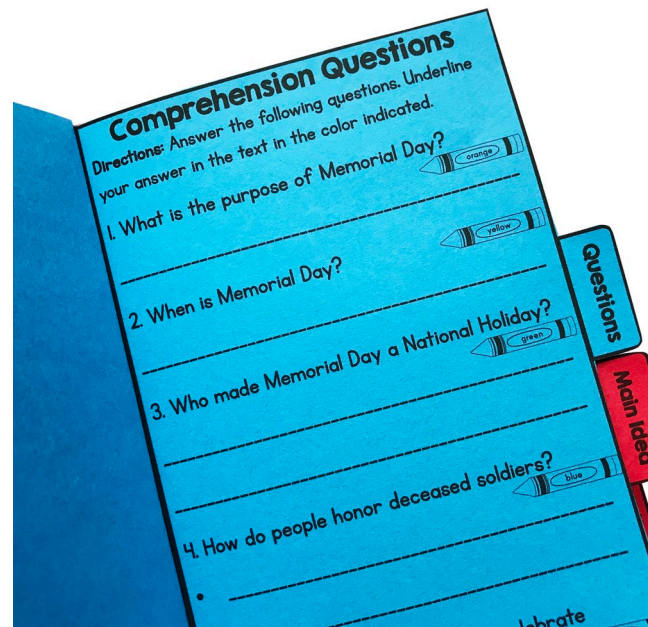 Comprehension Questions
Directions: Answer the following questions. Underline
your answer in the text in the color indicated.
1. What is the purpose of Memorial Day?
orange
2. When is Memorial Day?
yellow
3. Who made Memorial Day a National Holiday?
green
4. How do people honor deceased soldiers?
blue
Questions
Main Idea